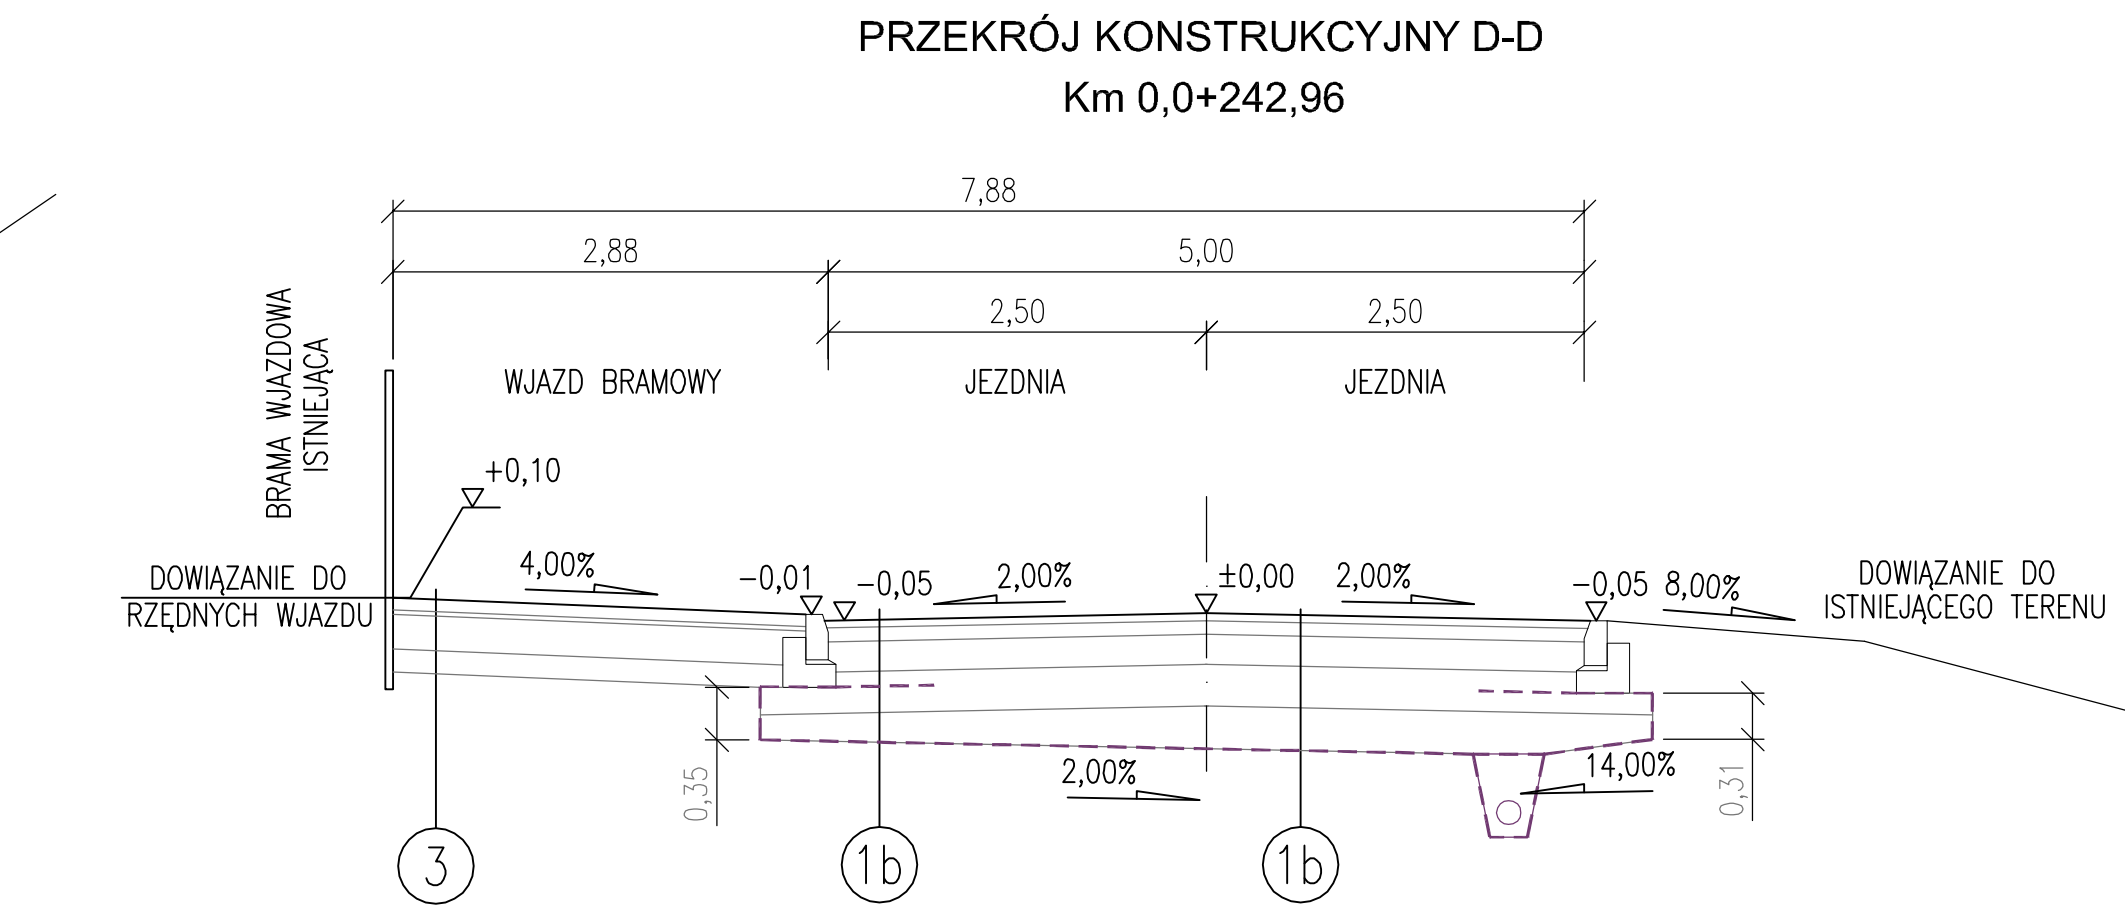 PRZEKRÓJ KONSTRUKCYJNY D-D
Km 0,0+242,96
7,88
2,88
5,00
2,50
2,50
BRAMA WJAZDOWA
ISTNIEJĄCA
WJAZD BRAMOWY
JEZDNIA
JEZDNIA
+0,10
DOWIĄZANIE DO
RZĘDNYCH WJAZDU
4,00%
-0,01
-0,05
2,00%
±0,00
2,00%
-0,05
8,00%
DOWIĄZANIE DO
ISTNIEJĄCEGO TERENU
0,35
2,00%
14,00%
0,31
3
1b
1b